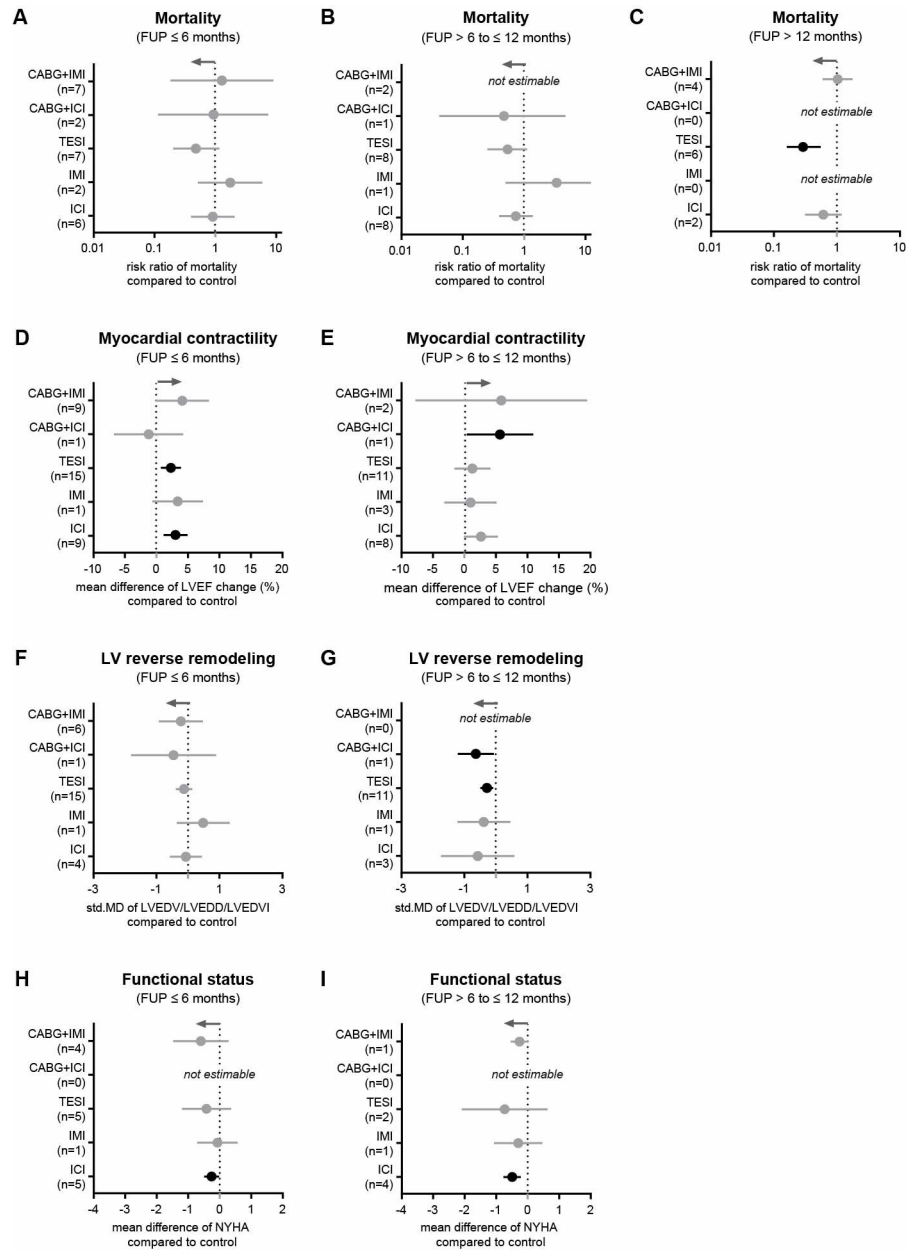 A
Mortality
(FUP ≤ 6 months)
CABG+IMI
(n=7)
CABG+ICI
(n=2)
TESI
(n=7)
IMI
(n=2)
ICI
(n=6)
0.01 0.1 1 10
risk ratio of mortality
compared to control
B
Mortality
(FUP > 6 to ≤ 12 months)
CABG+IMI
(n=2)
not estimable
CABG+ICI
(n=1)
TESI
(n=8)
IMI
(n=1)
ICI
(n=8)
0.01 0.1 1 10
risk ratio of mortality
compared to control
C
Mortality
(FUP > 12 months)
CABG+IMI
(n=4)
CABG+ICI
(n=0)
not estimable
TESI
(n=6)
IMI
(n=0)
not estimable
ICI
(n=2)
0.01 0.1 1 10
risk ratio of mortality
compared to control
D
Myocardial contractility
(FUP ≤ 6 months)
CABG+IMI
(n=9)
CABG+ICI
(n=1)
TESI
(n=15)
IMI
(n=1)
ICI
(n=9)
-10 -5 0 5 10 15 20
mean difference of LVEF change (%)
compared to control
E
Myocardial contractility
(FUP > 6 to ≤ 12 months)
CABG+IMI
(n=2)
CABG+ICI
(n=1)
TESI
(n=11)
IMI
(n=3)
ICI
(n=8)
-10 -5 0 5 10 15 20
mean difference of LVEF change (%)
compared to control
F
LV reverse remodeling
(FUP ≤ 6 months)
CABG+IMI
(n=6)
CABG+ICI
(n=1)
TESI
(n=15)
IMI
(n=1)
ICI
(n=4)
-3 -1 1 3
std.MD of LVEDV/LVEDD/LVEDVI
compared to control
G
LV reverse remodeling
(FUP > 6 to ≤ 12 months)
CABG+IMI
(n=0)
not estimable
CABG+ICI
(n=1)
TESI
(n=11)
IMI
(n=1)
ICI
(n=3)
-3 -1 1 3
std.MD of LVEDV/LVEDD/LVEDVI
compared to control
H
Functional status
(FUP ≤ 6 months)
CABG+IMI
(n=4)
CABG+ICI
(n=0)
not estimable
TESI
(n=5)
IMI
(n=1)
ICI
(n=5)
-4 -3 -2 -1 0 1 2
mean difference of NYHA
compared to control
I
Functional status
(FUP > 6 to ≤ 12 months)
CABG+IMI
(n=1)
CABG+ICI
(n=0)
not estimable
TESI
(n=2)
IMI
(n=1)
ICI
(n=4)
-4 -3 -2 -1 0 1 2
mean difference of NYHA
compared to control